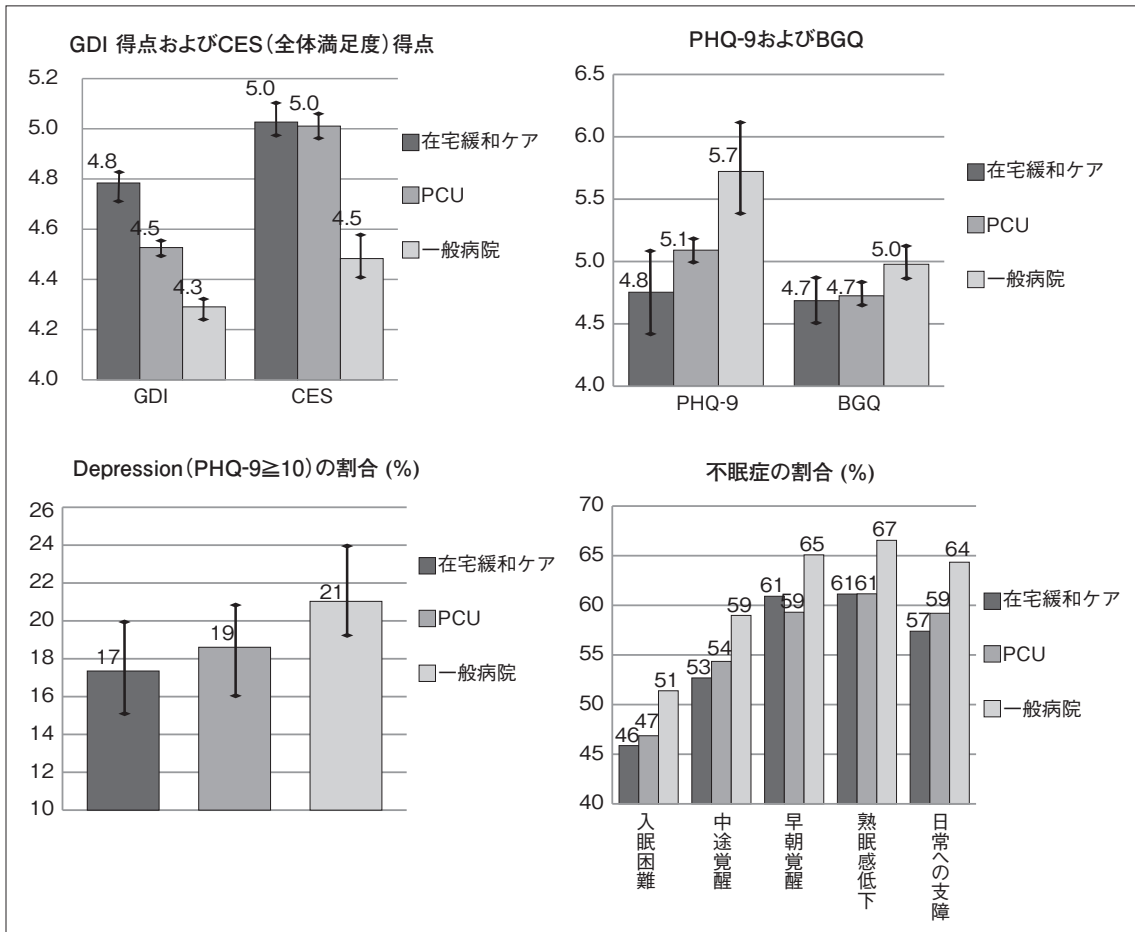 GDI 得点およびCES（全体満足度）得点
5.2
5.0
4.8
4.6
4.4
4.2
4.0
4.8
4.5
4.3
5.0
5.0
4.5
GDI
CES
在宅緩和ケア
PCU
一般病院
PHQ-9およびBGQ
6.5
6.0
5.5
5.0
4.5
4.0
4.8
5.1
5.7
4.7
4.7
5.0
PHQ-9
BGQ
在宅緩和ケア
PCU
一般病院
Depression（PHQ-9≧10）の割合 (%)
26
24
22
20
18
16
14
12
10
17
19
21
在宅緩和ケア
PCU
一般病院
不眠症の割合 (%)
70
65
60
55
50
45
40
46
47
51
53
54
59
61
59
65
61
61
67
57
59
64
入眠困難
中途覚醒
早朝覚醒
熟眠感低下
日常への支障
在宅緩和ケア
PCU
一般病院